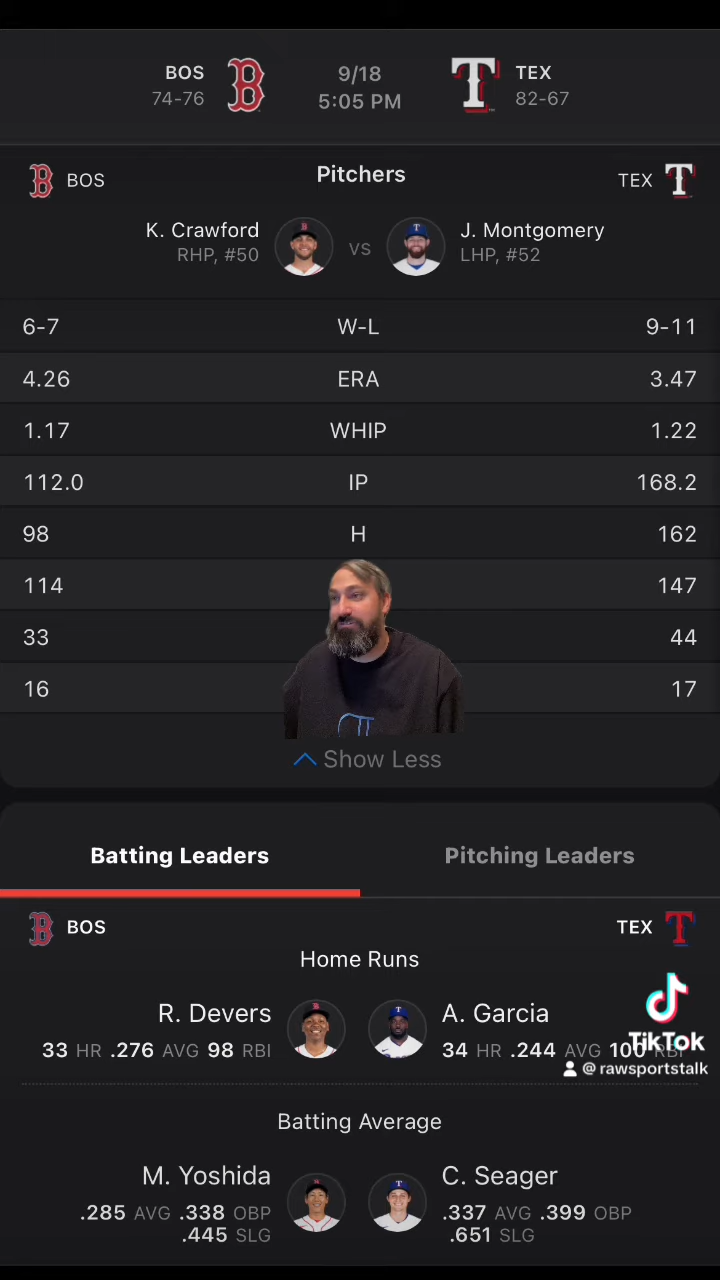 BOS
74-76
9/18
5:05 PM
TEX
82-67
BOS
Pitchers
TEX
K. Crawford
RHP, #50
VS
J. Montgomery
LHP, #52
6-7 W-L 9-11
4.26 ERA 3.47
1.17 WHIP 1.22
112.0 IP 168.2
98 H 162
114 147
33 44
16 17
Show Less
Batting Leaders Pitching Leaders
BOS TEX
Home Runs
R. Devers
33 HR .276 AVG 98 RBI
A. Garcia
34 HR .244 AVG 100 RBI
TikTok
@rawsportstalk
Batting Average
M. Yoshida
.285 AVG .338 OBP
.445 SLG
C. Seager
.337 AVG .399 OBP
.651 SLG